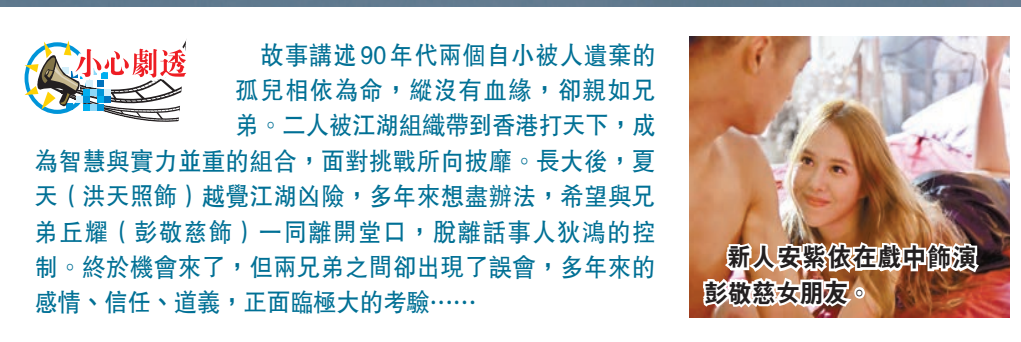 小心劇透
故事講述90年代兩個自小被人遺棄的
孤兒相依為命，縱沒有血緣，卻親如兄
弟。二人被江湖組織帶到香港打天下，成
為智慧與實力並重的組合，面對挑戰所向披靡。長大後，夏
天（洪天照飾）越覺江湖凶險，多年來想盡辦法，希望與兄
弟丘耀（彭敬慈飾）一同離開堂口，脫離話事人狄鴻的控
制。終於機會來了，但兩兄弟之間卻出現了誤會，多年來的
感情、信任、道義，正面臨極大的考驗……
新人安紫依在戲中飾演
彭敬慈女朋友。